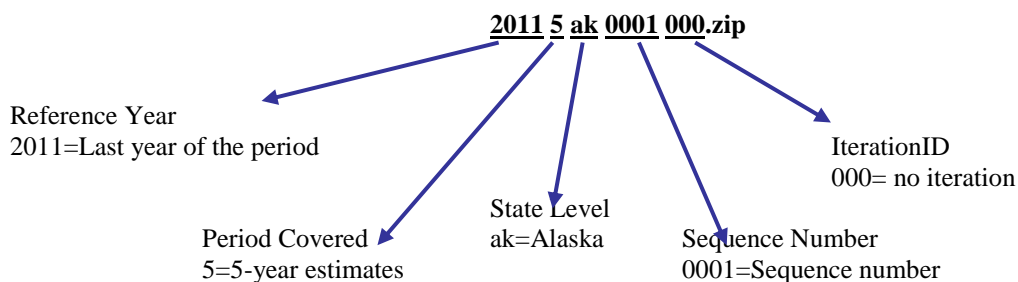 2011 5 ak 0001 000.zip
Reference Year
2011=Last year of the period
IterationID
000= no iteration
State Level
ak=Alaska
Period Covered
5=5-year estimates
Sequence Number
0001=Sequence number